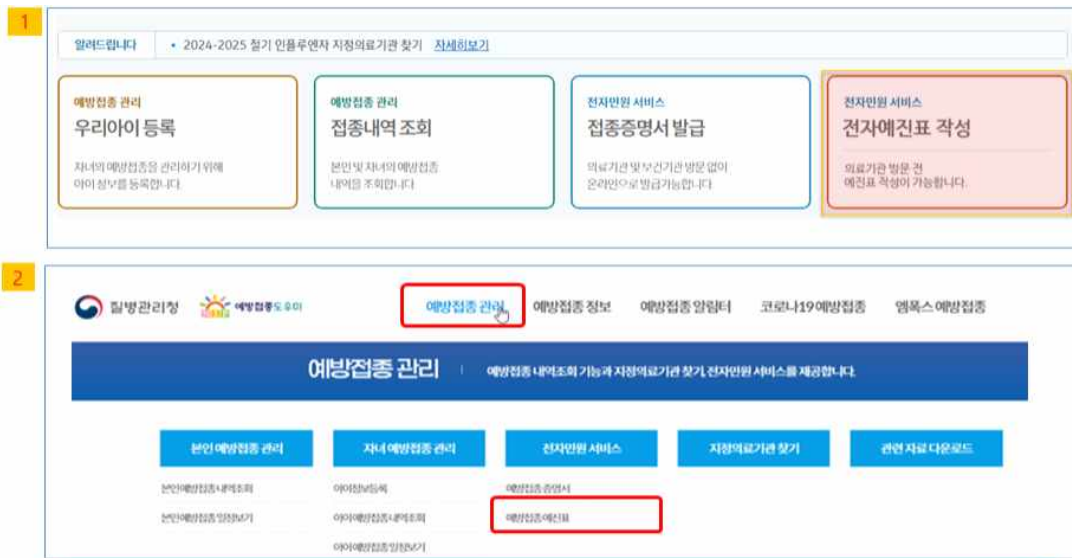 1
알려드립니다 • 2024-2025 절기 인플루엔자 지정의료기관 찾기 자세히보기
예방접종 관리
우리아이 등록
자녀의 예방접종을 관리하기 위해
아이 정보를 등록합니다.
예방접종 관리
접종내역 조회
본인 및 자녀의 예방접종
내역을 조회합니다.
전자민원 서비스
접종증명서 발급
의료기관 및 보건기관 방문 없이
온라인으로 발급가능합니다.
전자민원 서비스
전자예진표 작성
의료기관 방문 전
예진표 작성이 가능합니다.
2
질병관리청 예방접종도우미 예방접종 관리 예방접종 정보 예방접종 알림터 코로나19예방접종 엠폭스 예방접종
예방접종 관리 예방접종 내역조회 기능과 지정의료기관 찾기, 전자민원 서비스를 제공합니다.
본인 예방접종 관리 자녀 예방접종 관리 전자민원 서비스 지정의료기관 찾기 관련 자료 다운로드
본인예방접종내역조회 아이정보등록 예방접종 증명서
본인예방접종 일정보기 아이예방접종내역조회 예방접종 예진표
아이예방접종 일정보기